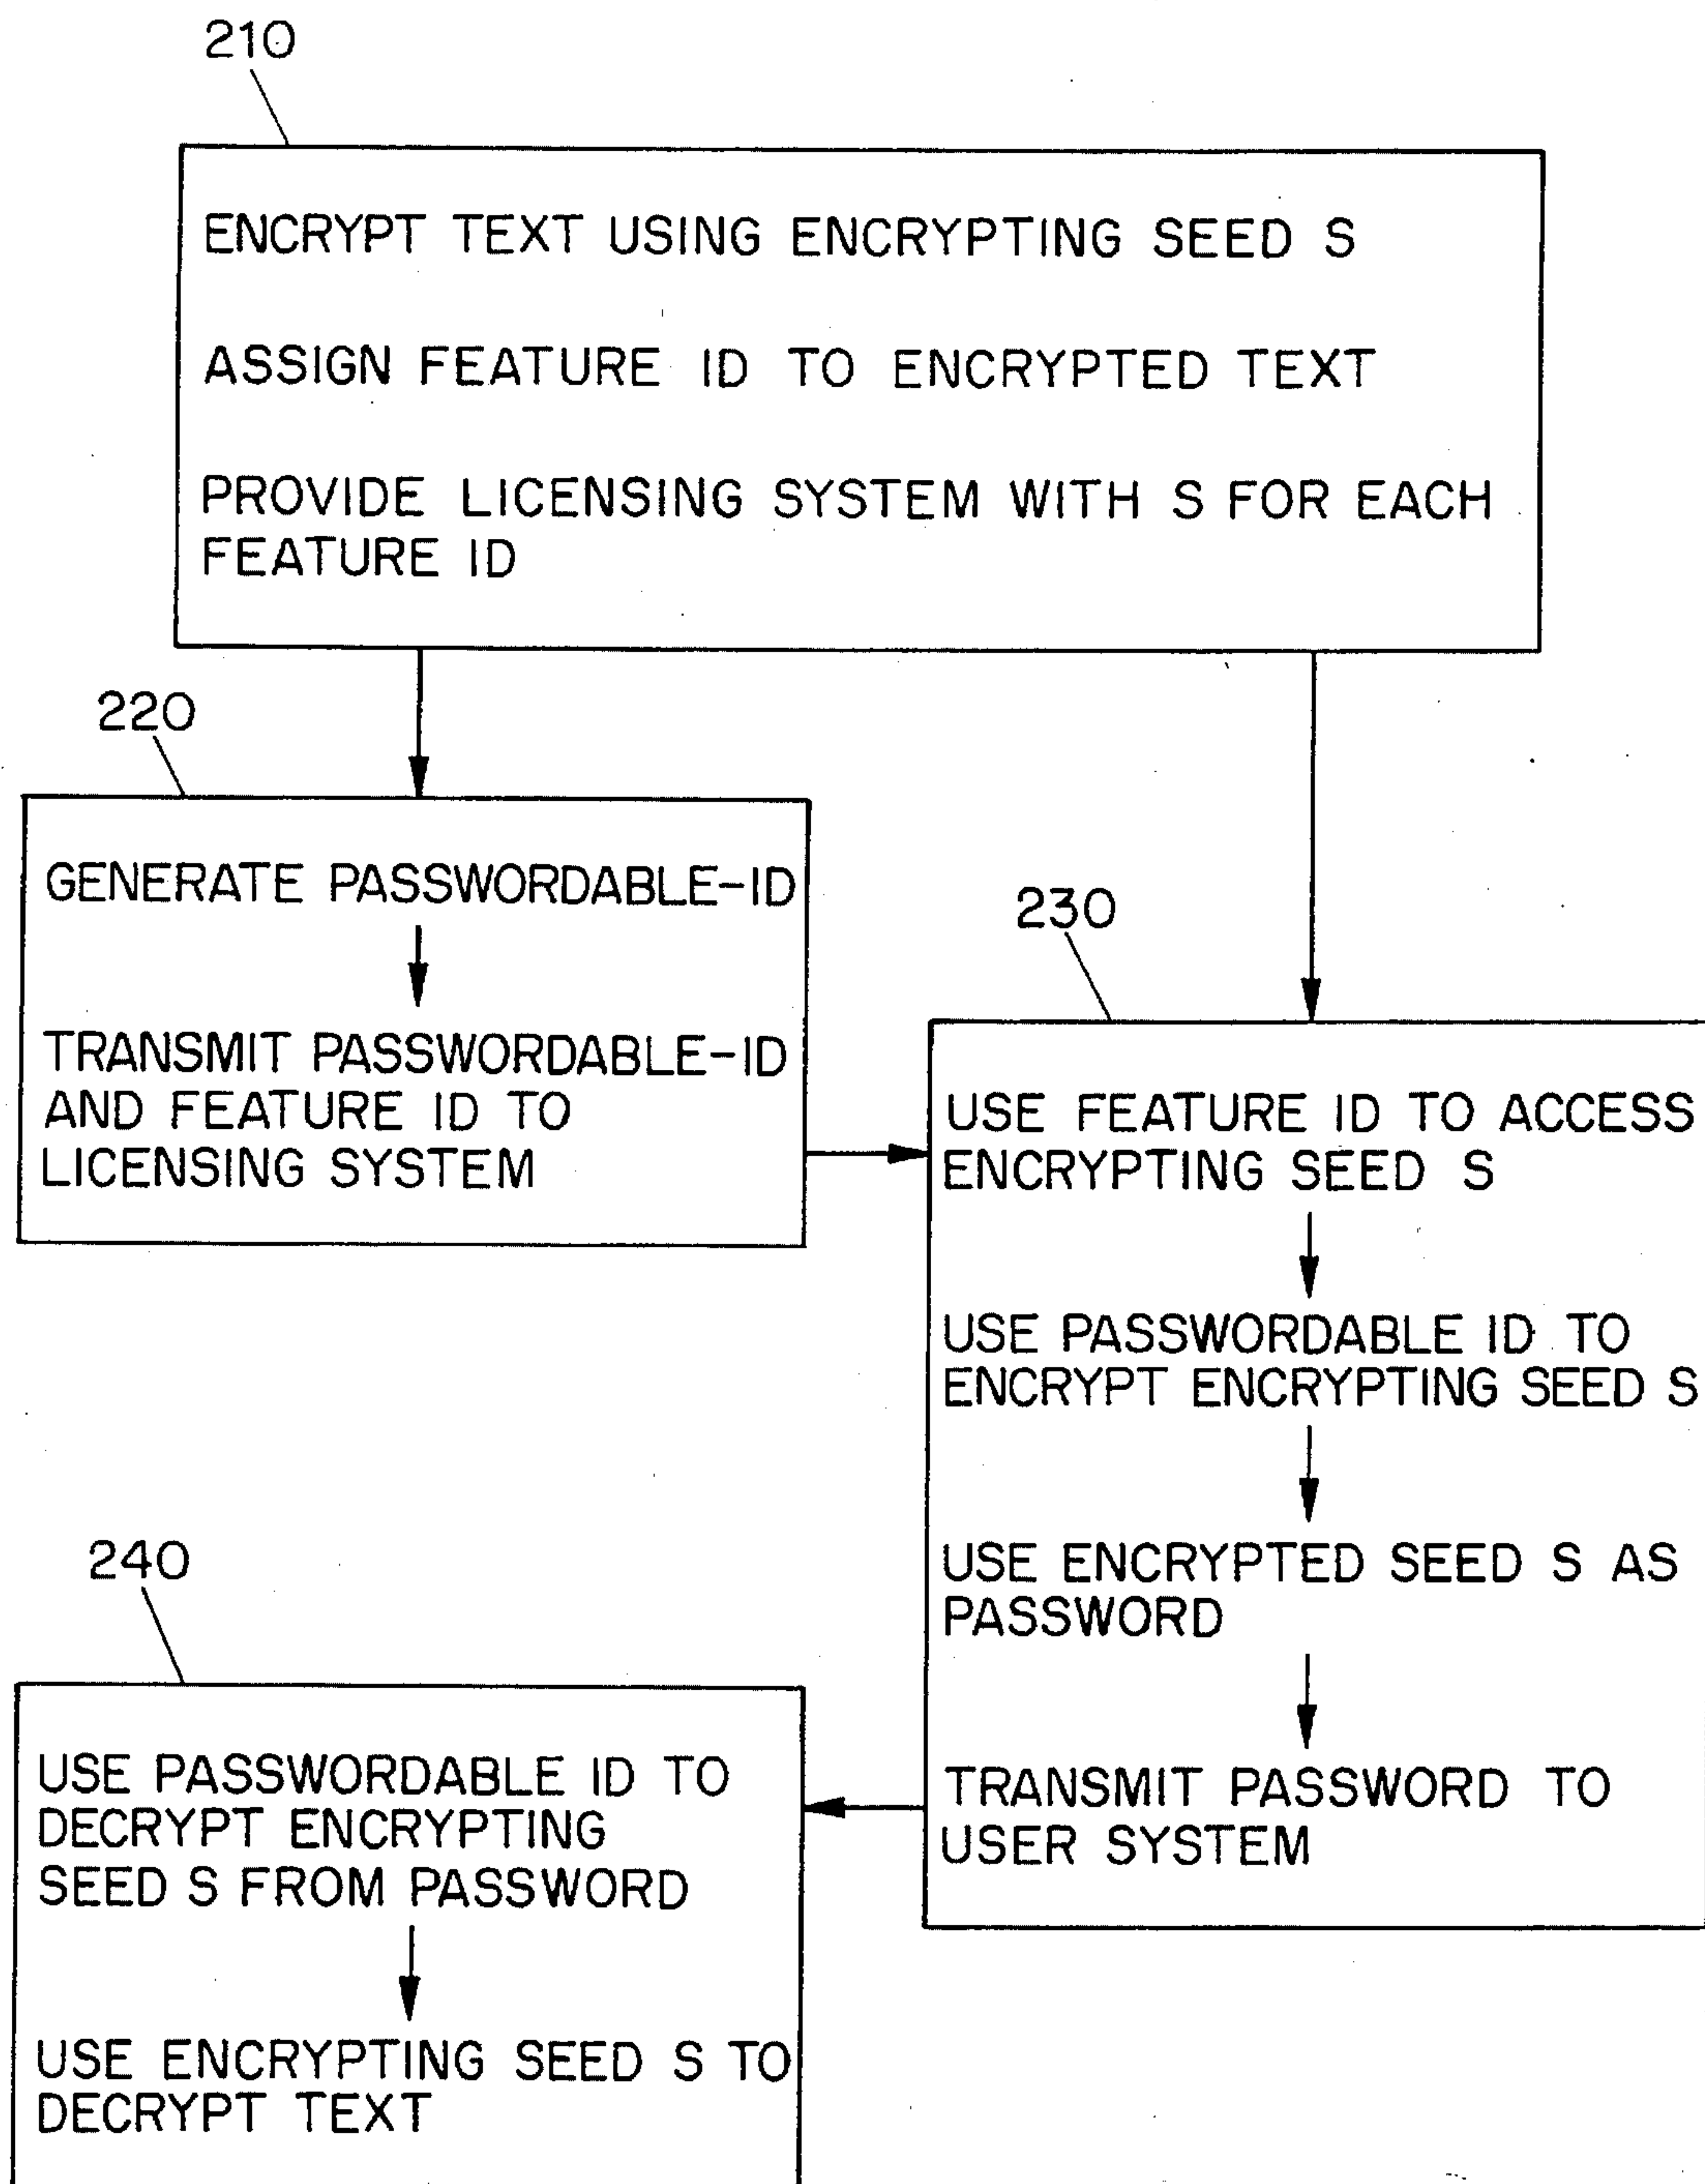 210
ENCRYPT TEXT USING ENCRYPTING SEED S
ASSIGN FEATURE ID TO ENCRYPTED TEXT
PROVIDE LICENSING SYSTEM WITH S FOR EACH
FEATURE ID
220
GENERATE PASSWORDABLE-ID
TRANSMIT PASSWORDABLE-ID
AND FEATURE ID TO
LICENSING SYSTEM
230
USE FEATURE ID TO ACCESS
ENCRYPTING SEED S
USE PASSWORDABLE ID TO
ENCRYPT ENCRYPTING SEED S
USE ENCRYPTED SEED S AS
PASSWORD
TRANSMIT PASSWORD TO
USER SYSTEM
240
USE PASSWORDABLE ID TO
DECRYPT ENCRYPTING
SEED S FROM PASSWORD
USE ENCRYPTING SEED S TO
DECRYPT TEXT